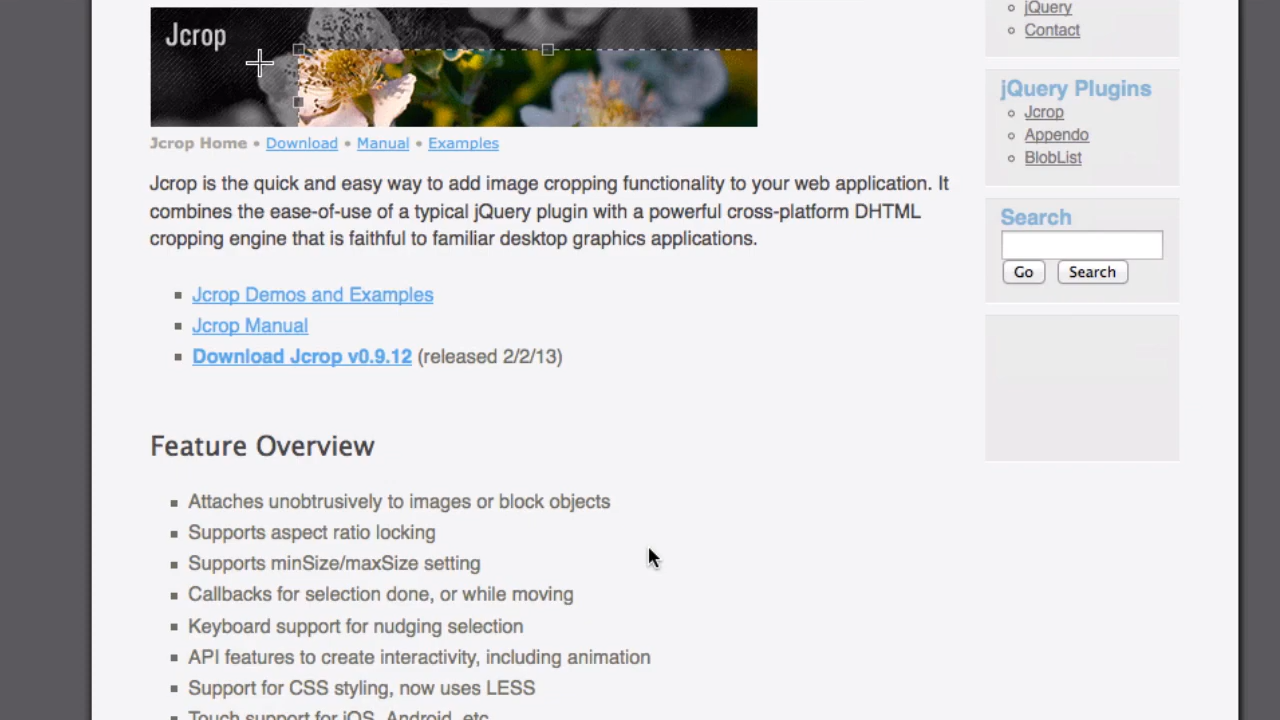 Jcrop
Jcrop Home • Download • Manual • Examples
Jcrop is the quick and easy way to add image cropping functionality to your web application. It
combines the ease-of-use of a typical jQuery plugin with a powerful cross-platform DHTML
cropping engine that is faithful to familiar desktop graphics applications.
Jcrop Demos and Examples
Jcrop Manual
Download Jcrop v0.9.12 (released 2/2/13)
Feature Overview
Attaches unobtrusively to images or block objects
Supports aspect ratio locking
Supports minSize/maxSize setting
Callbacks for selection done, or while moving
Keyboard support for nudging selection
API features to create interactivity, including animation
Support for CSS styling, now uses LESS
Touch support for iOS, Android, etc
jQuery
Contact
jQuery Plugins
Jcrop
Appendo
BlobList
Search
Go Search